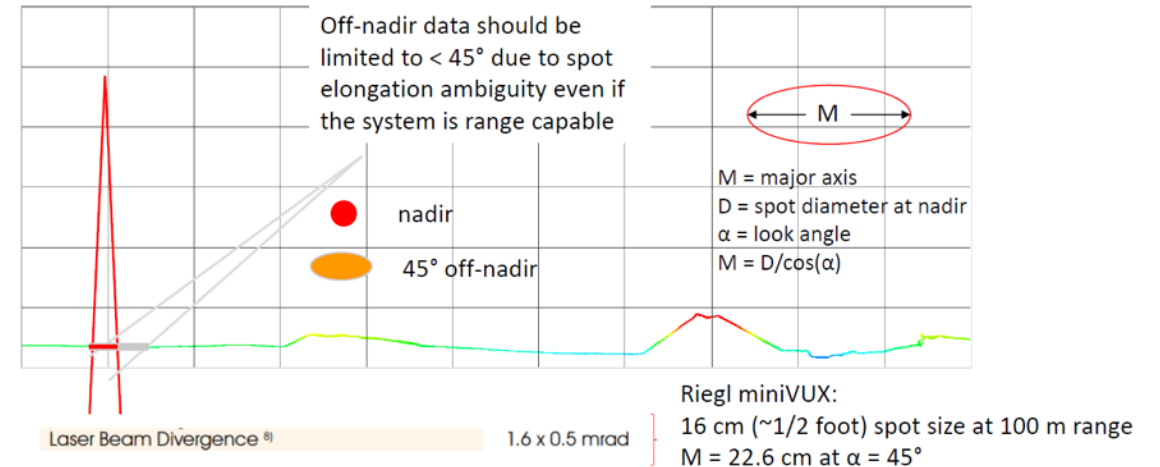 Off-nadir data should be
limited to < 45° due to spot
elongation ambiguity even if
the system is range capable
M
M = major axis
D = spot diameter at nadir
α = look angle
M = D/cos(α)
nadir
45° off-nadir
Riegl miniVUX:
16 cm (~1/2 foot) spot size at 100 m range
M = 22.6 cm at α = 45°
Laser Beam Divergence 8) 1.6 x 0.5 mrad